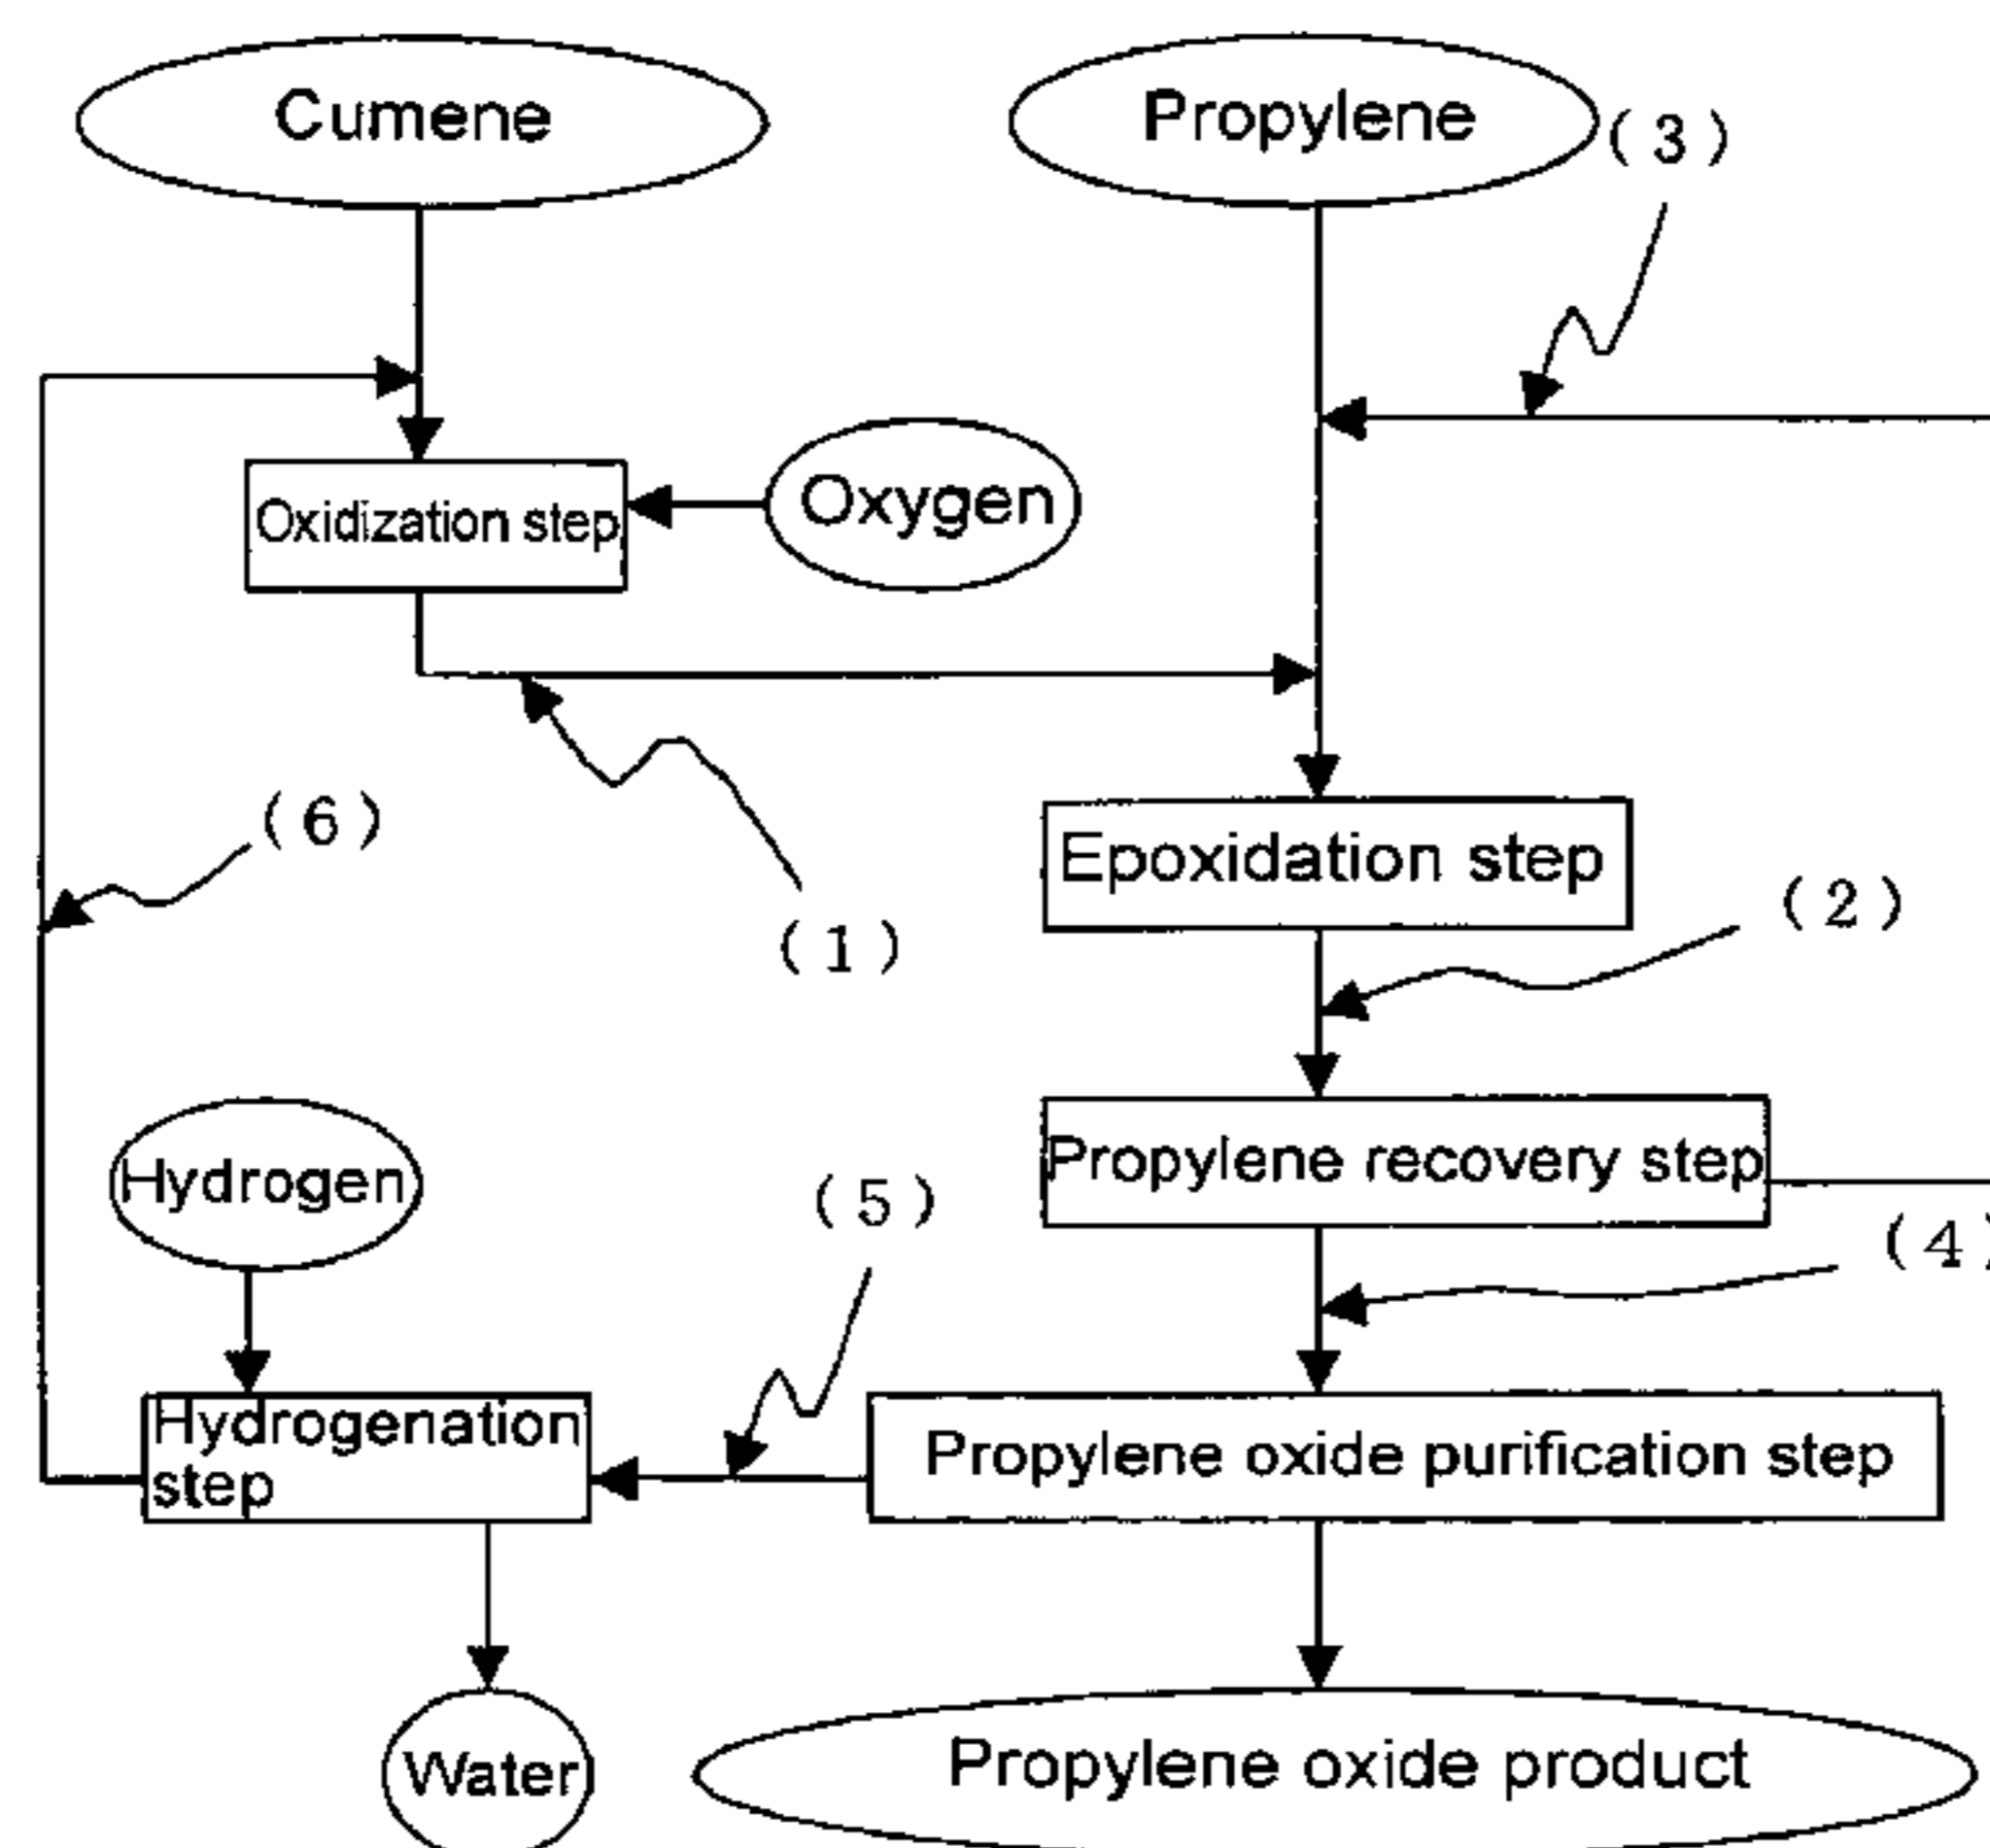 Cumene
Propylene
(3)
Oxidization step
Oxygen
(6)
(1)
Epoxidation step
(2)
Hydrogen
(5)
Propylene recovery step
(4)
Hydrogenation
step
Propylene oxide purification step
Water
Propylene oxide product